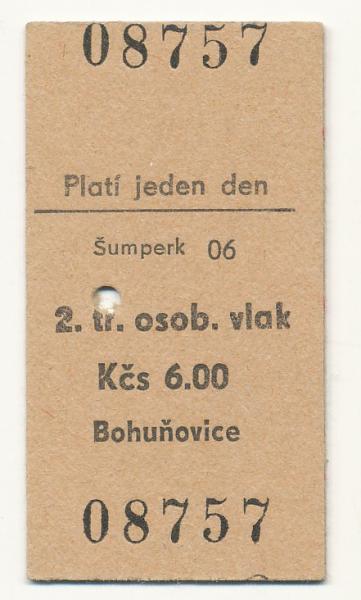 08757
Platí jeden den
Šumperk 06
2. tř. osob. vlak
Kčs 6.00
Bohuňovice
08757